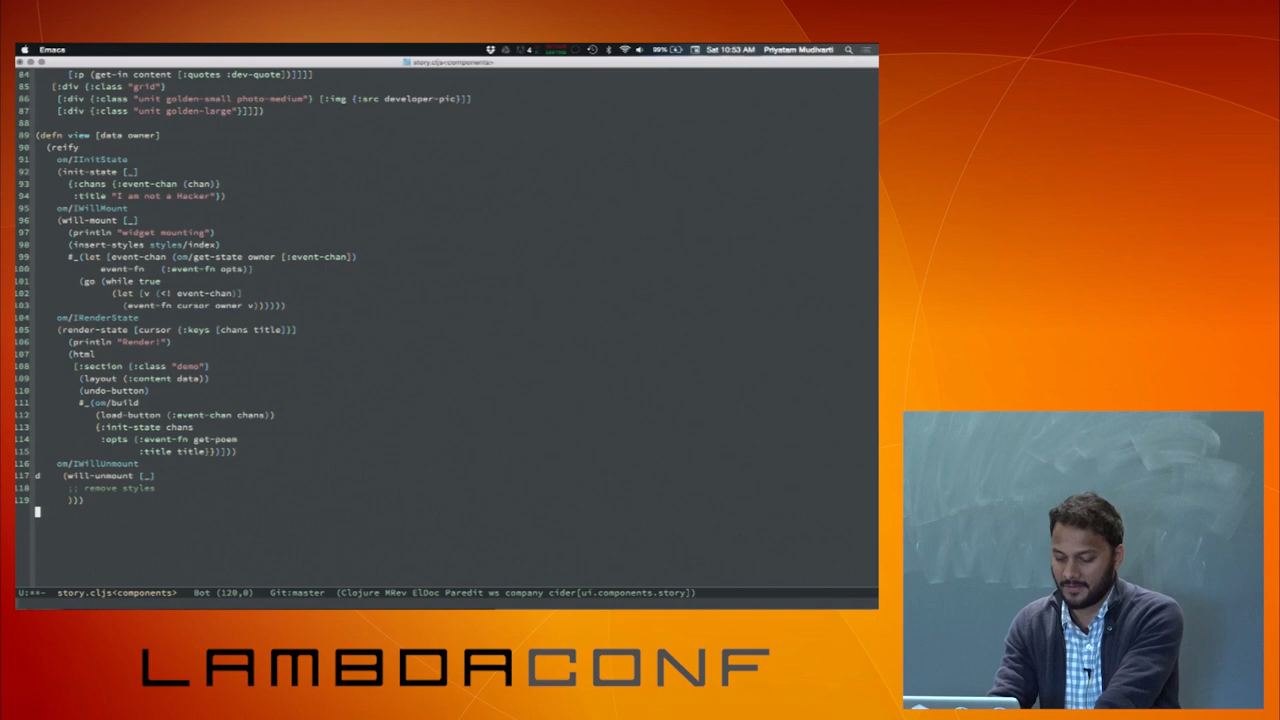 Emacs 4 99% Sat 10:53 AM Priyatam Mudivarti
story.cljs<components>
84 [:p (get-in content [:quotes :dev-quote])]]]]
85 [:div {:class "grid"}
86 [:div {:class "unit golden-small photo-medium"} [:img {:src developer-pic}]]
87 [:div {:class "unit golden-large"}]]])
88
89 (defn view [data owner]
90 (reify
91 om/IInitState
92 (init-state [_]
93 {:chans {:event-chan (chan)}
94 :title "I am not a Hacker"})
95 om/IWillMount
96 (will-mount [_]
97 (println "widget mounting")
98 (insert-styles styles/index)
99 #_(let [event-chan (om/get-state owner [:event-chan])
100 event-fn (:event-fn opts)]
101 (go (while true
102 (let [v (<! event-chan)]
103 (event-fn cursor owner v))))))
104 om/IRenderState
105 (render-state [cursor {:keys [chans title]}]
106 (println "Render!")
107 (html
108 [:section {:class "demo"}
109 (layout {:content data})
110 (undo-button)
111 #_(om/build
112 (load-button (:event-chan chans))
113 {:init-state chans
114 :opts {:event-fn get-poem
115 :title title}})]))
116 om/IWillUnmount
117 d (will-unmount [_]
118 ;; remove styles
119 )))
U:**- story.cljs<components> Bot (120,0) Git:master (Clojure MRev ElDoc Paredit ws company cider[ui.components.story])
LAMBDACONF